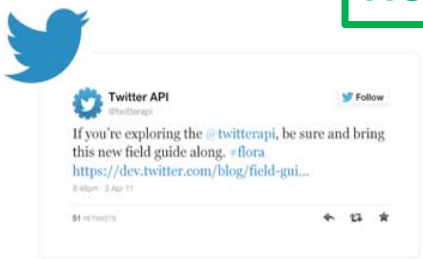 Twitter API
@twitterapi
Follow
If you're exploring the @twitterapi, be sure and bring
this new field guide along. #flora
https://dev.twitter.com/blog/field-gui...
8:48pm · 3 Apr 11
51 RETWEETS